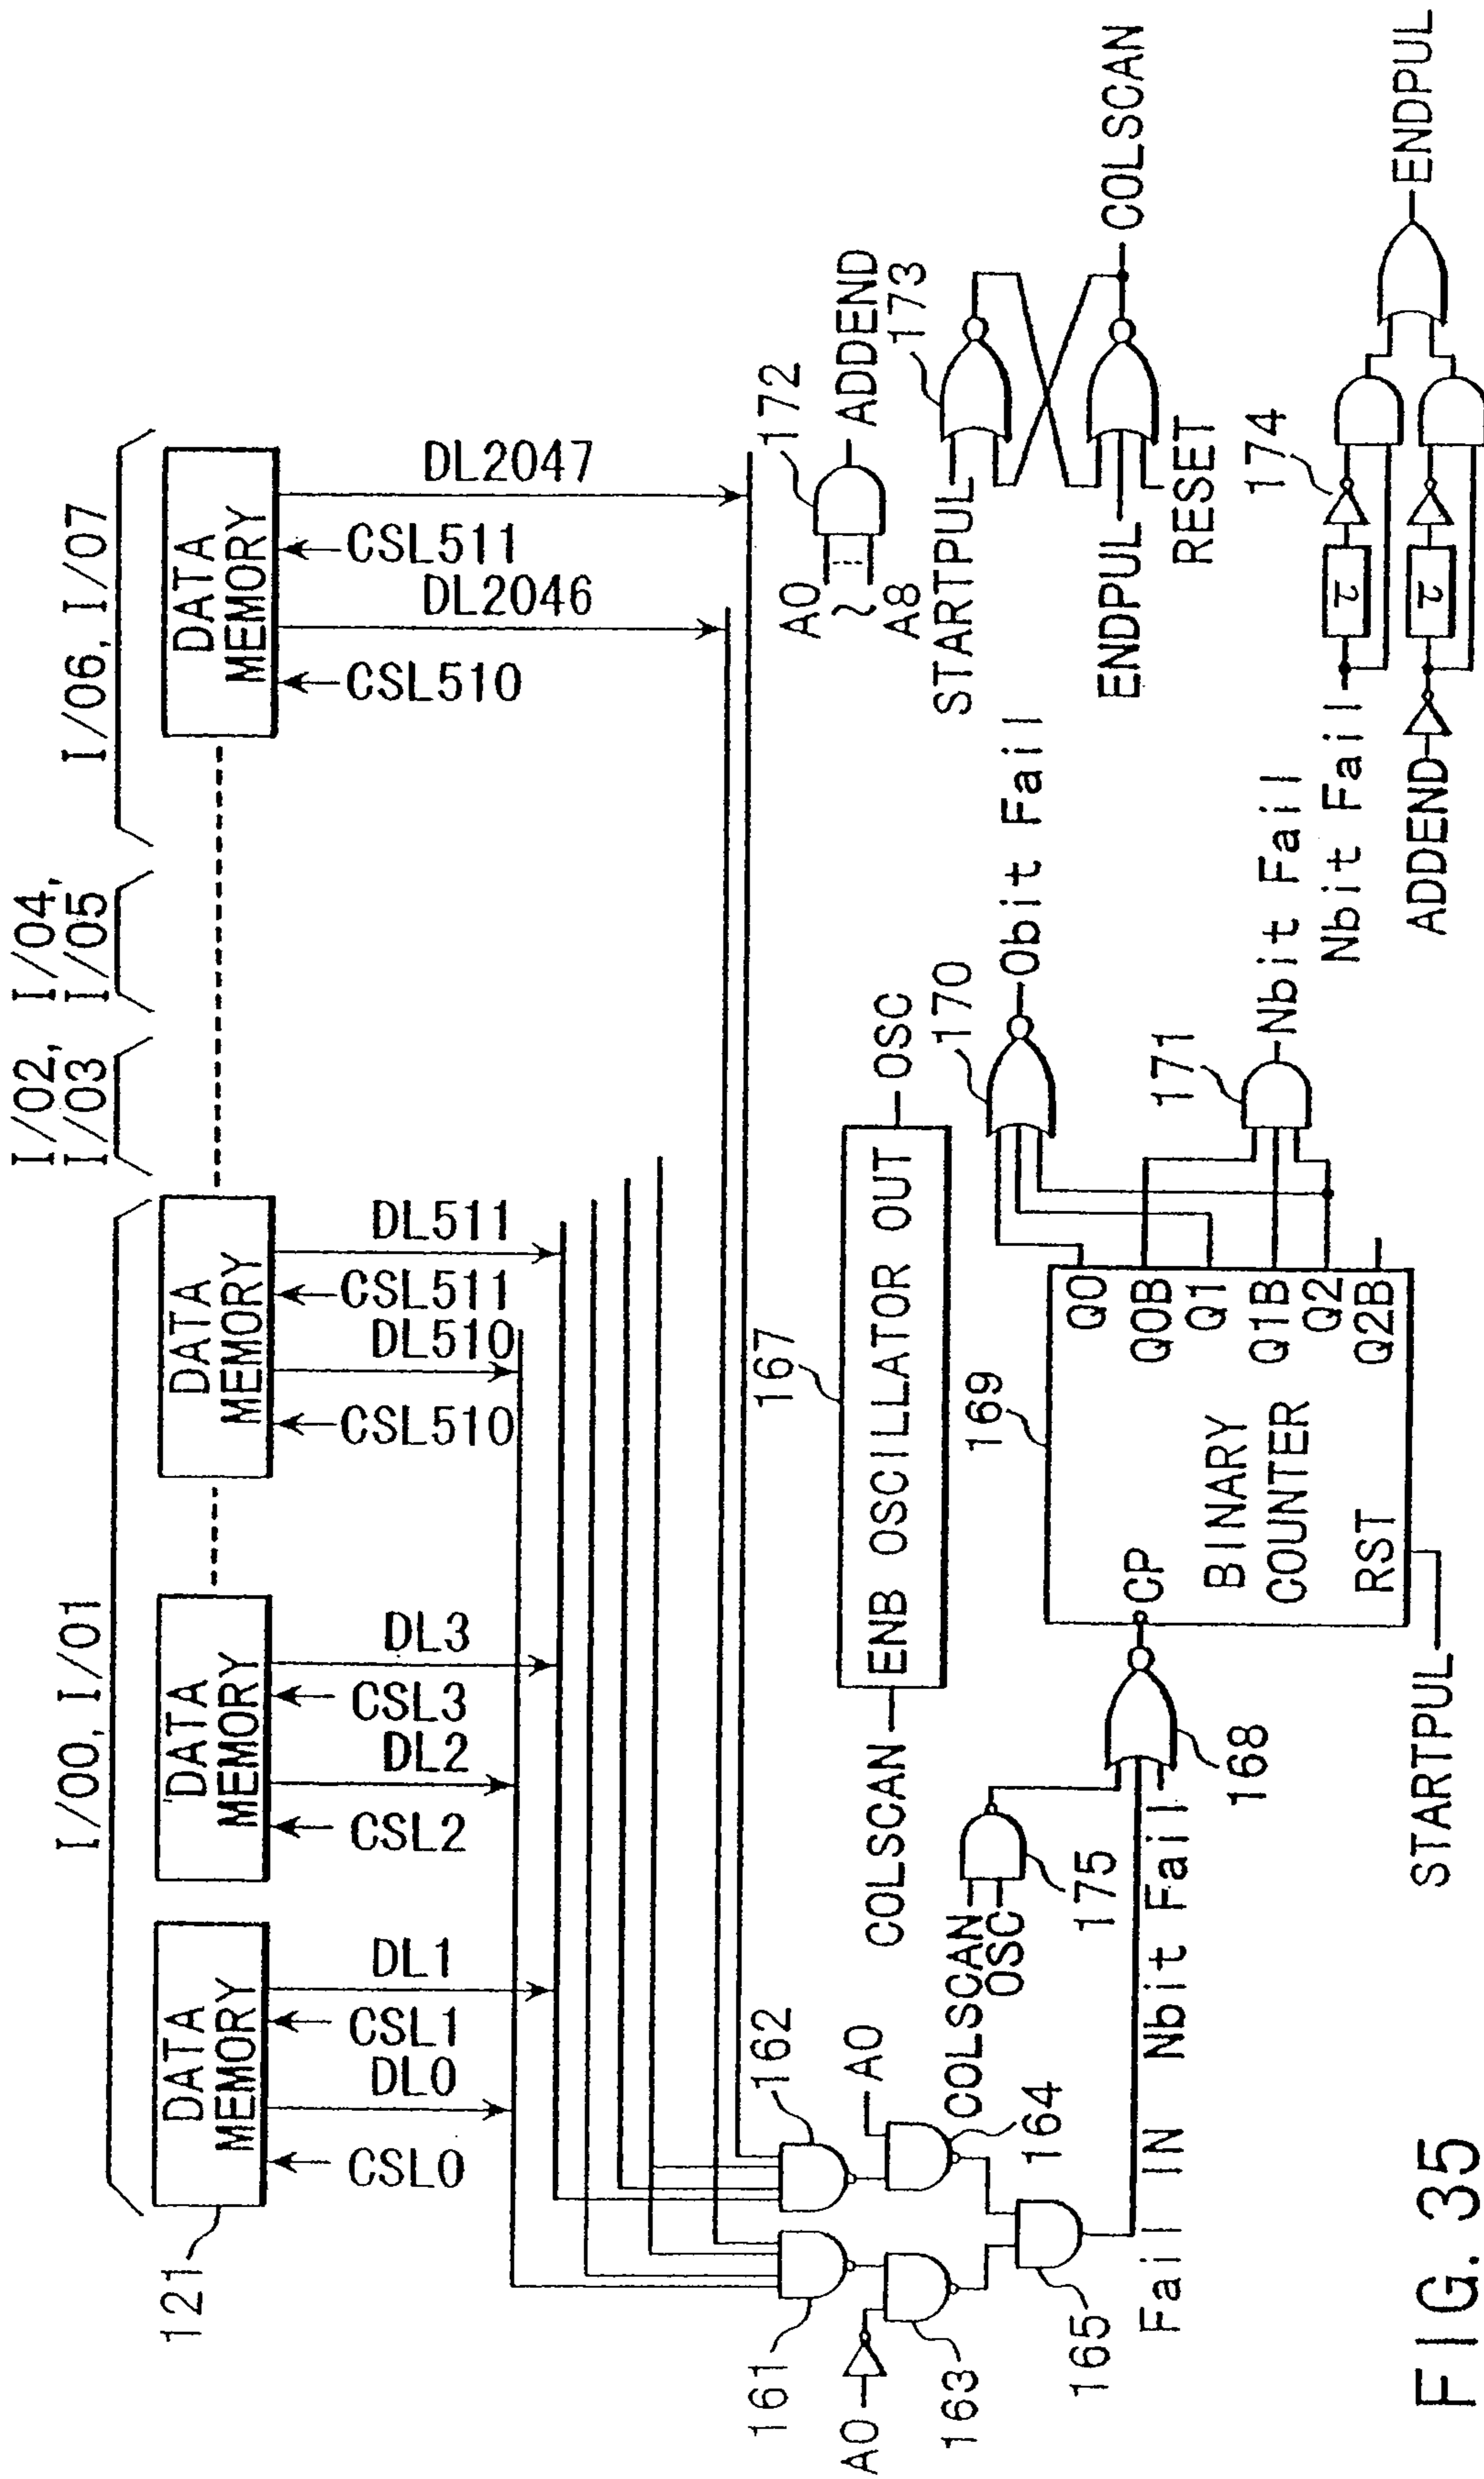 I/00, I/01
I/02,
I/03
I/04,
I/05
I/06, I/07
121
DATA
MEMORY
DATA
MEMORY
DATA
MEMORY
DATA
MEMORY
CSL0
DL0
CSL1
DL1
CSL2
DL2
CSL3
DL3
CSL510
DL510
CSL511
DL511
CSL510
DL2046
CSL511
DL2047
161
162
A0
A0
163
164
165
Fail IN
COLSCAN
OSC
175
Nbit Fail
168
167
COLSCAN
ENB OSCILLATOR OUT
OSC
169
CP
BINARY
COUNTER
RST
Q0
Q0B
Q1
Q1B
Q2
Q2B
STARTPUL
170
0bit Fail
171
Nbit Fail
A0
~
A8
172
ADDEND
STARTPUL
173
ENDPUL
RESET
COLSCAN
Nbit Fail
τ
174
ADDEND
τ
ENDPUL
FIG. 35